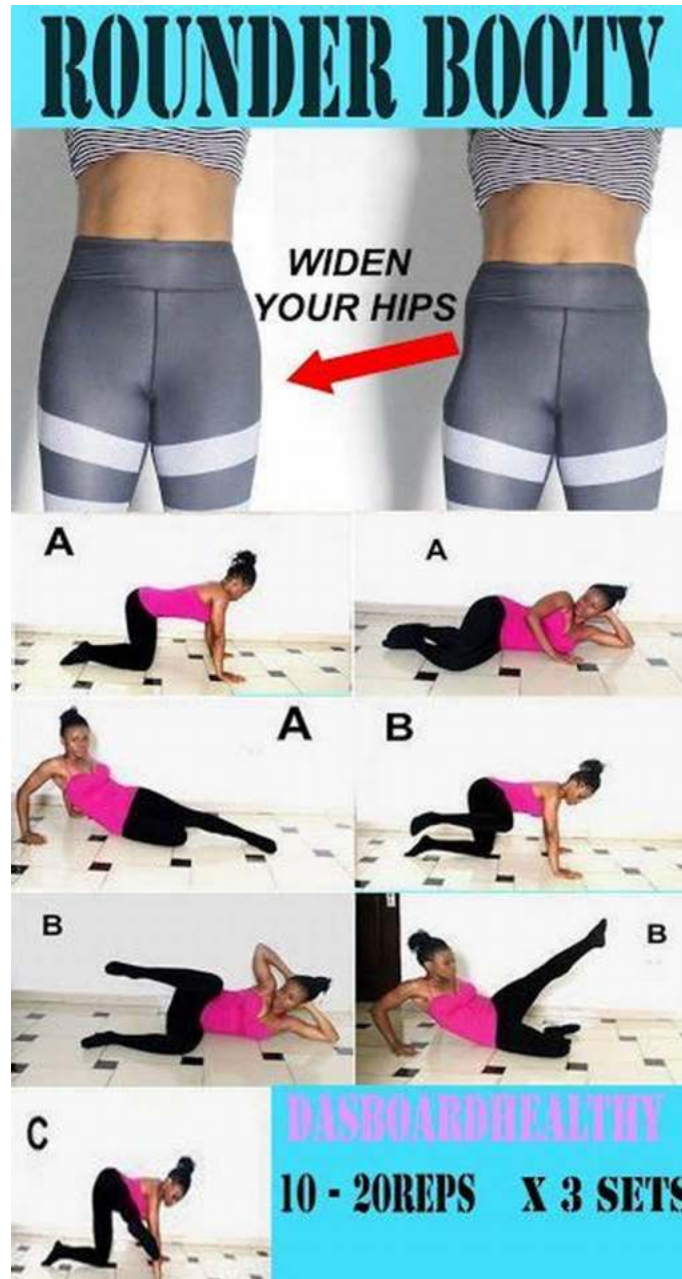 ROUNDER BOOTY
WIDEN
YOUR HIPS
A
A
A
B
B
B
C
DASBOARDHEALTHY
10 - 20REPS X 3 SETS